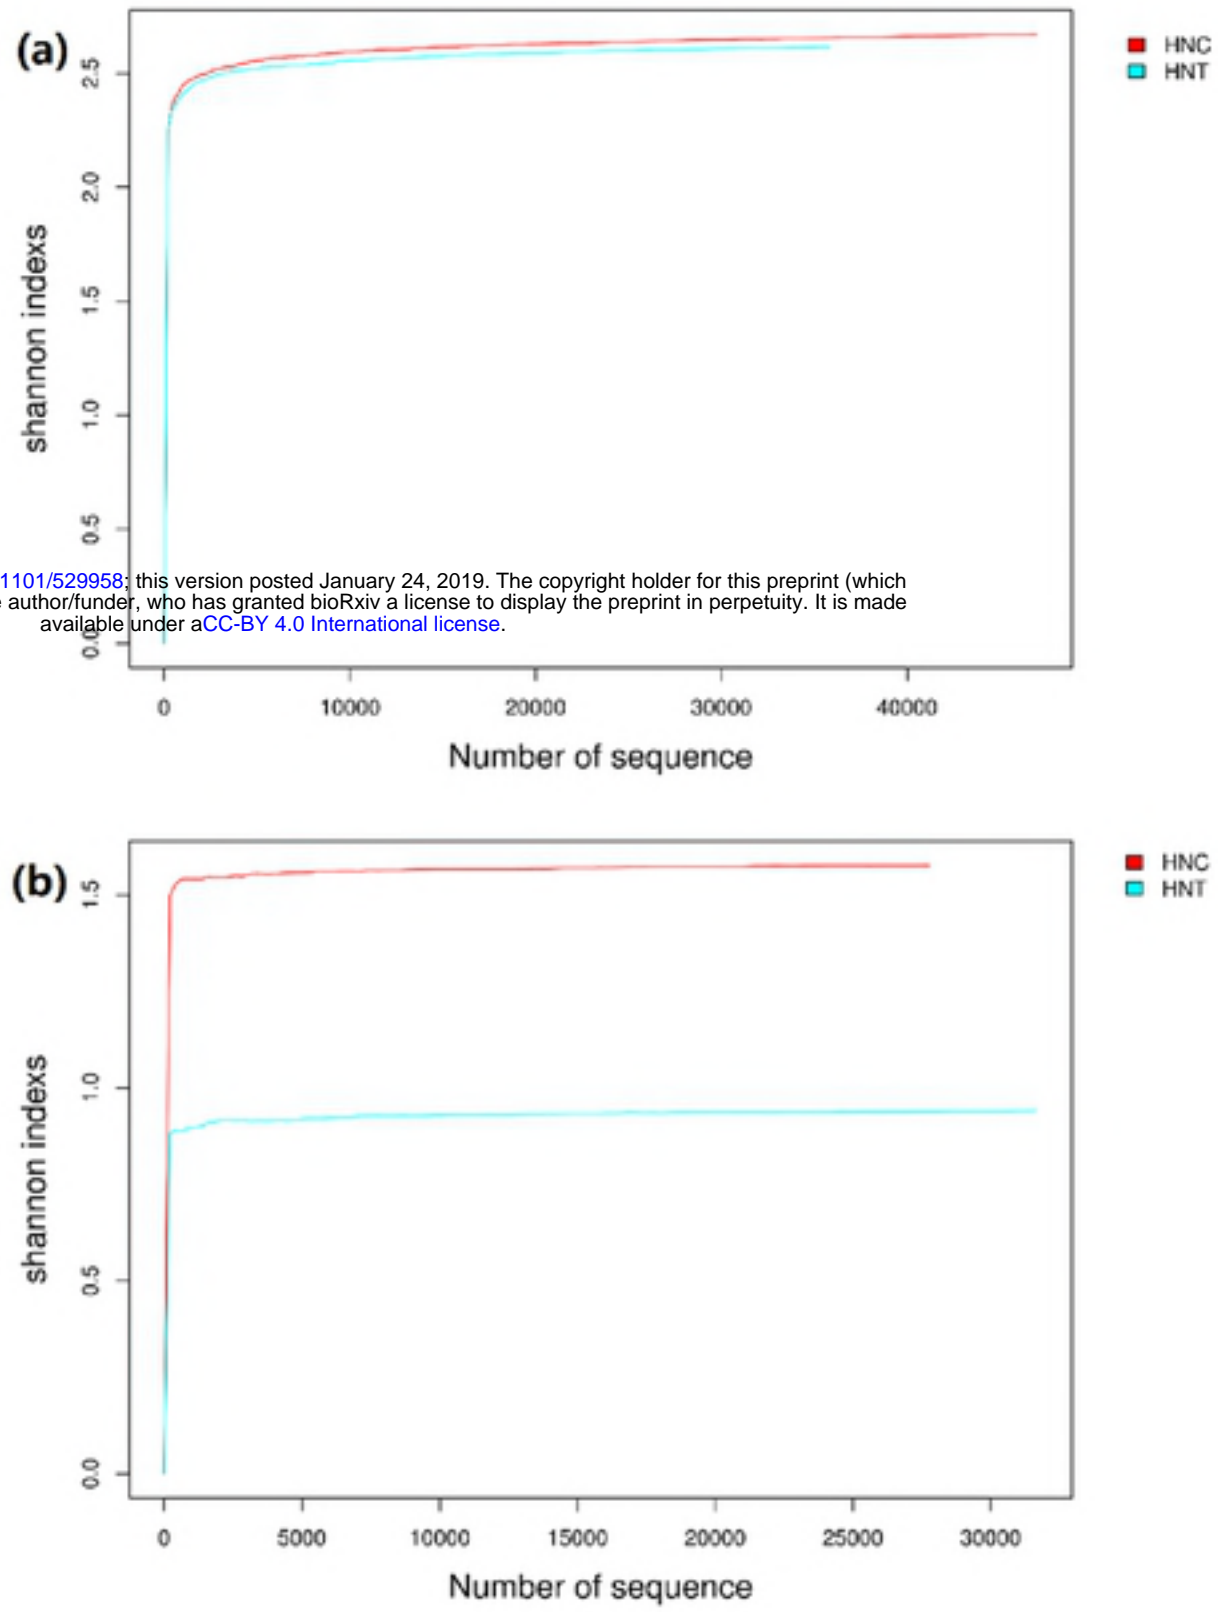 (a)
HNC
HNT
2.5
2.0
1.5
1.0
0.5
0.0
shannon indexs
1101/529958; this version posted January 24, 2019. The copyright holder for this preprint (which
author/funder, who has granted bioRxiv a license to display the preprint in perpetuity. It is made
available under aCC-BY 4.0 International license.
0 10000 20000 30000 40000
Number of sequence
(b)
HNC
HNT
1.5
1.0
0.5
0.0
shannon indexs
0 5000 10000 15000 20000 25000 30000
Number of sequence